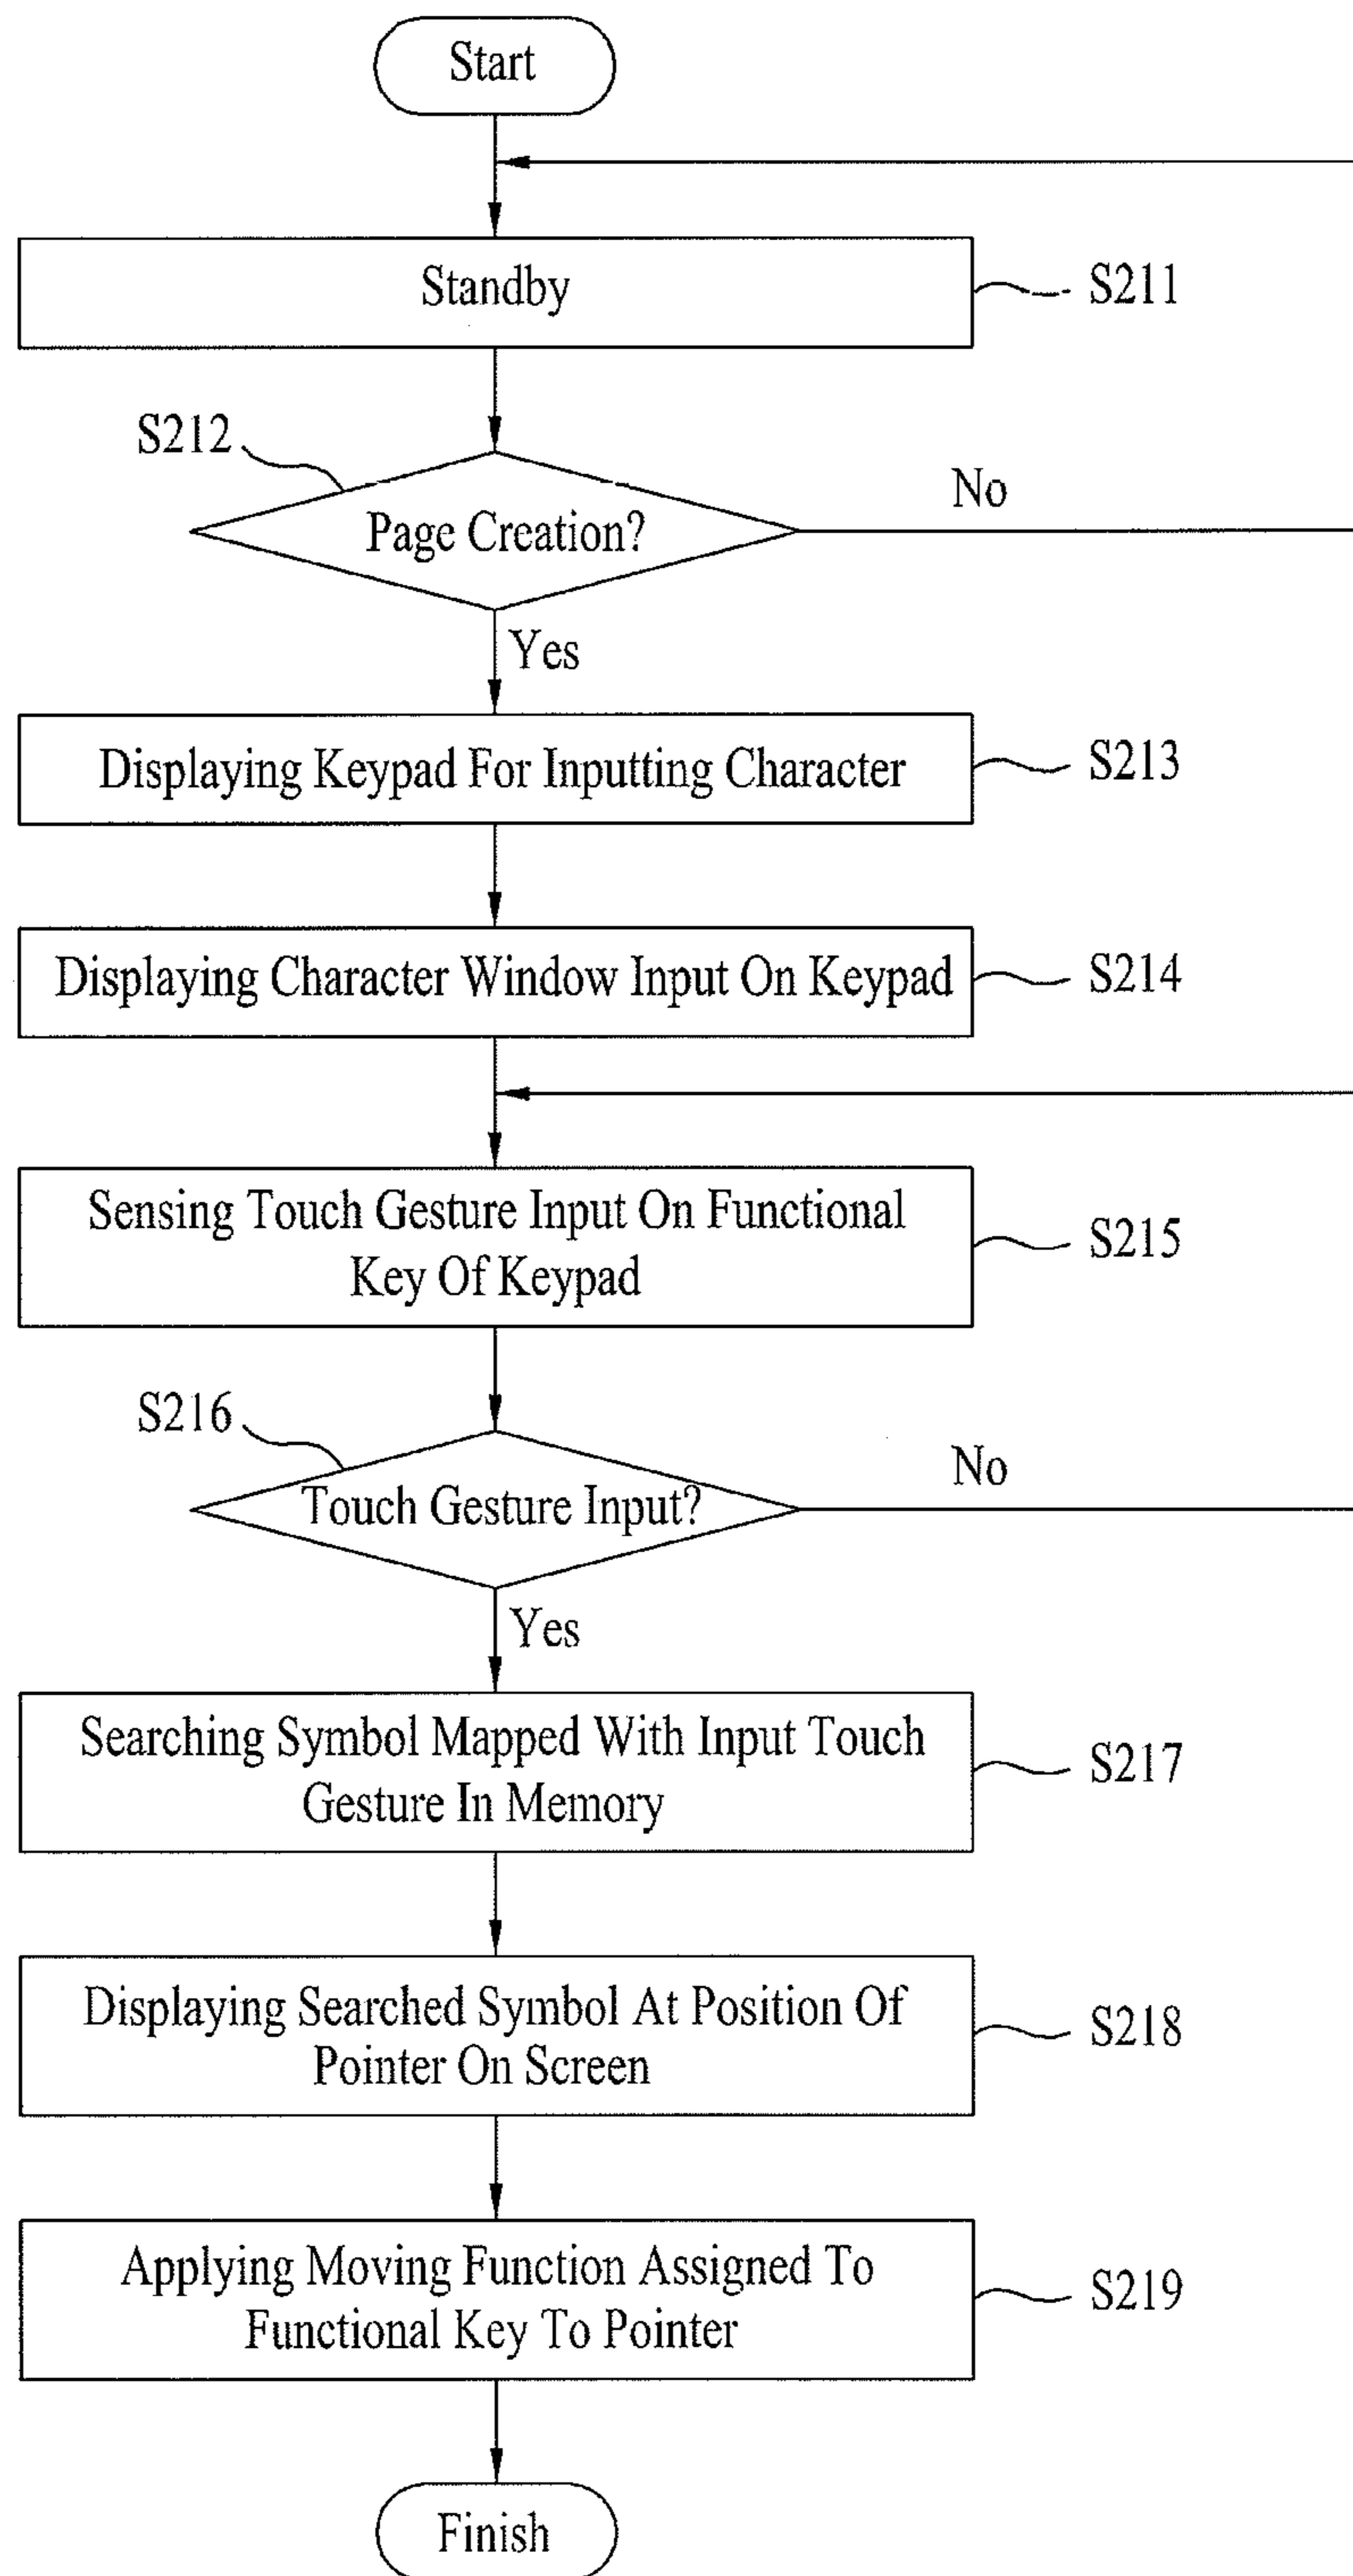 Start
Standby
S211
S212
Page Creation?
No
Yes
Displaying Keypad For Inputting Character
S213
Displaying Character Window Input On Keypad
S214
Sensing Touch Gesture Input On Functional
Key Of Keypad
S215
S216
Touch Gesture Input?
No
Yes
Searching Symbol Mapped With Input Touch
Gesture In Memory
S217
Displaying Searched Symbol At Position Of
Pointer On Screen
S218
Applying Moving Function Assigned To
Functional Key To Pointer
S219
Finish